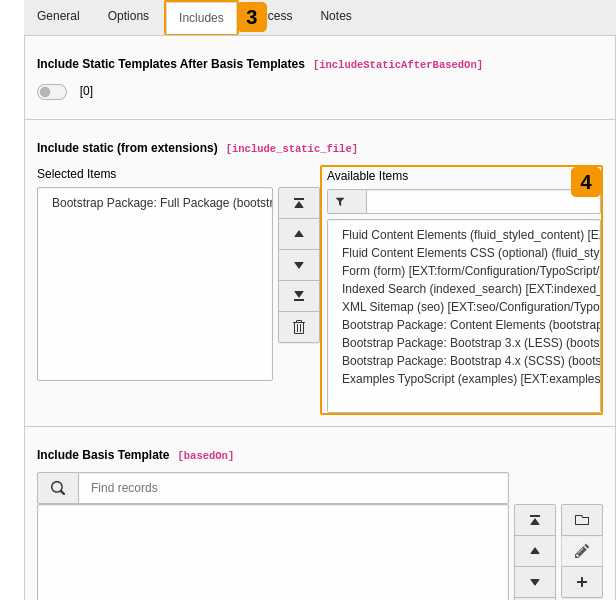 General Options Includes 3 cess Notes
Include Static Templates After Basis Templates [includeStaticAfterBasedOn]
[0]
Include static (from extensions) [include_static_file]
Selected Items
Bootstrap Package: Full Package (bootst
Available Items 4
Fluid Content Elements (fluid_styled_content) [E
Fluid Content Elements CSS (optional) (fluid_sty
Form (form) [EXT:form/Configuration/TypoScript/
Indexed Search (indexed_search) [EXT:indexed_
XML Sitemap (seo) [EXT:seo/Configuration/Typo
Bootstrap Package: Content Elements (bootstrap
Bootstrap Package: Bootstrap 3.x (LESS) (boots
Bootstrap Package: Bootstrap 4.x (SCSS) (boots
Examples TypoScript (examples) [EXT:examples
Include Basis Template [basedOn]
Find records